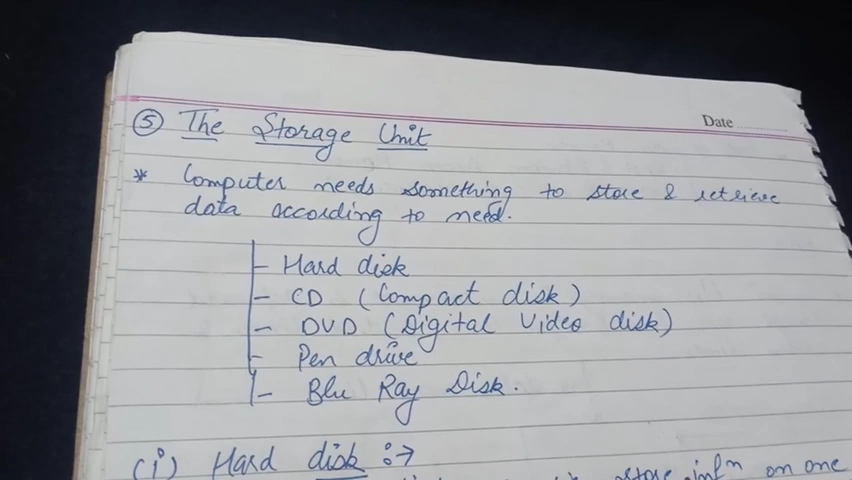 Date
⑤ The Storage Unit
* Computer needs something to store & retrieve
data according to need.
- Hard disk
- CD (Compact disk)
- DVD (Digital Video disk)
- Pen drive
- Blu Ray Disk.
(i) Hard disk :→
store infn on one